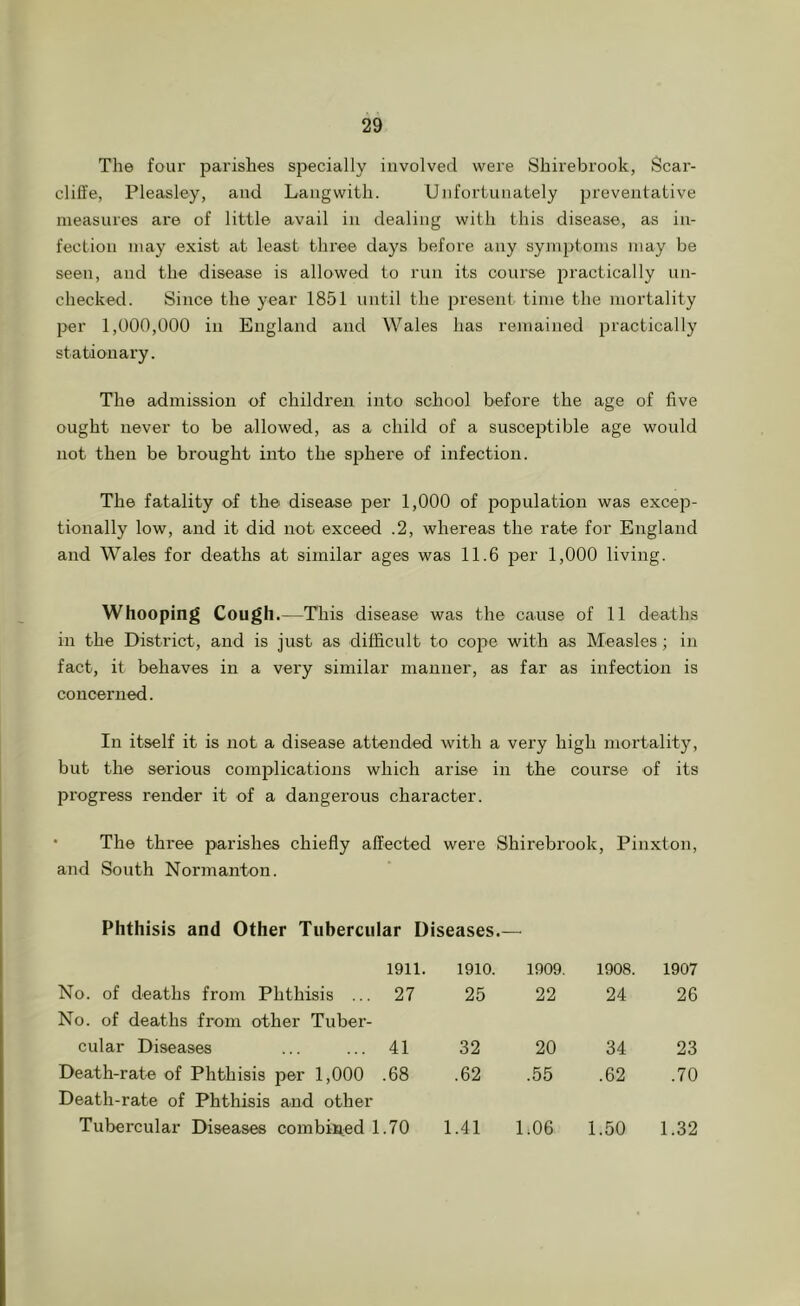 29
The four parishes specially involved were Shirebrook, Scar-
cliffe, Pleasley, and Langwith. Unfortunately preventative
measures are of little avail in dealing with this disease, as in-
fection may exist at least three days before any symptoms may be
seen, and the disease is allowed to run its course practically un-
checked. Since the year 1851 until the present time the mortality
per 1,000,000 in England and Wales has remained practically
stationary.
The admission of children into school before the age of five
ought never to be allowed, as a child of a susceptible age would
not then be brought into the sphere of infection.
The fatality of the disease per 1,000 of population was excep-
tionally low, and it did not exceed .2, whereas the rate for England
and Wales for deaths at similar ages was 11.6 per 1,000 living.
Whooping Cough.—This disease was the cause of 11 deaths
in the District, and is just as difficult to cope with as Measles; in
fact, it behaves in a very similar manner, as far as infection is
concerned.
In itself it is not a disease attended with a very high mortality,
but the serious complications which arise in the course of its
progress render it of a dangerous character.
The three parishes chiefly affected were Shirebrook, Pinxton,
and South Normanton.
Phthisis and Other Tubercular Diseases.—
1911. 1910. 1909. 1908. 1907
No. of deaths from Phthisis ... 27 25 22 24 26
No. of deaths from other Tuber-
cular Diseases ... ... 41 32 20 34 23
Death-rate of Phthisis per 1,000 .68 .62 .55 .62 .70
Death-rate of Phthisis and other
Tubercular Diseases combined 1.70 1.41 1.06 1.50 1.32